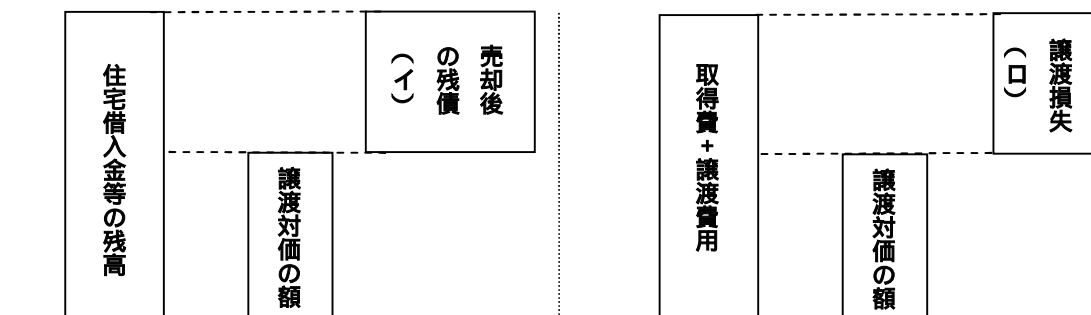 住宅借入金等の残高
譲渡対価の額
売却後
の残債
（イ）
取得費＋譲渡費用
譲渡対価の額
譲渡損失
（ロ）